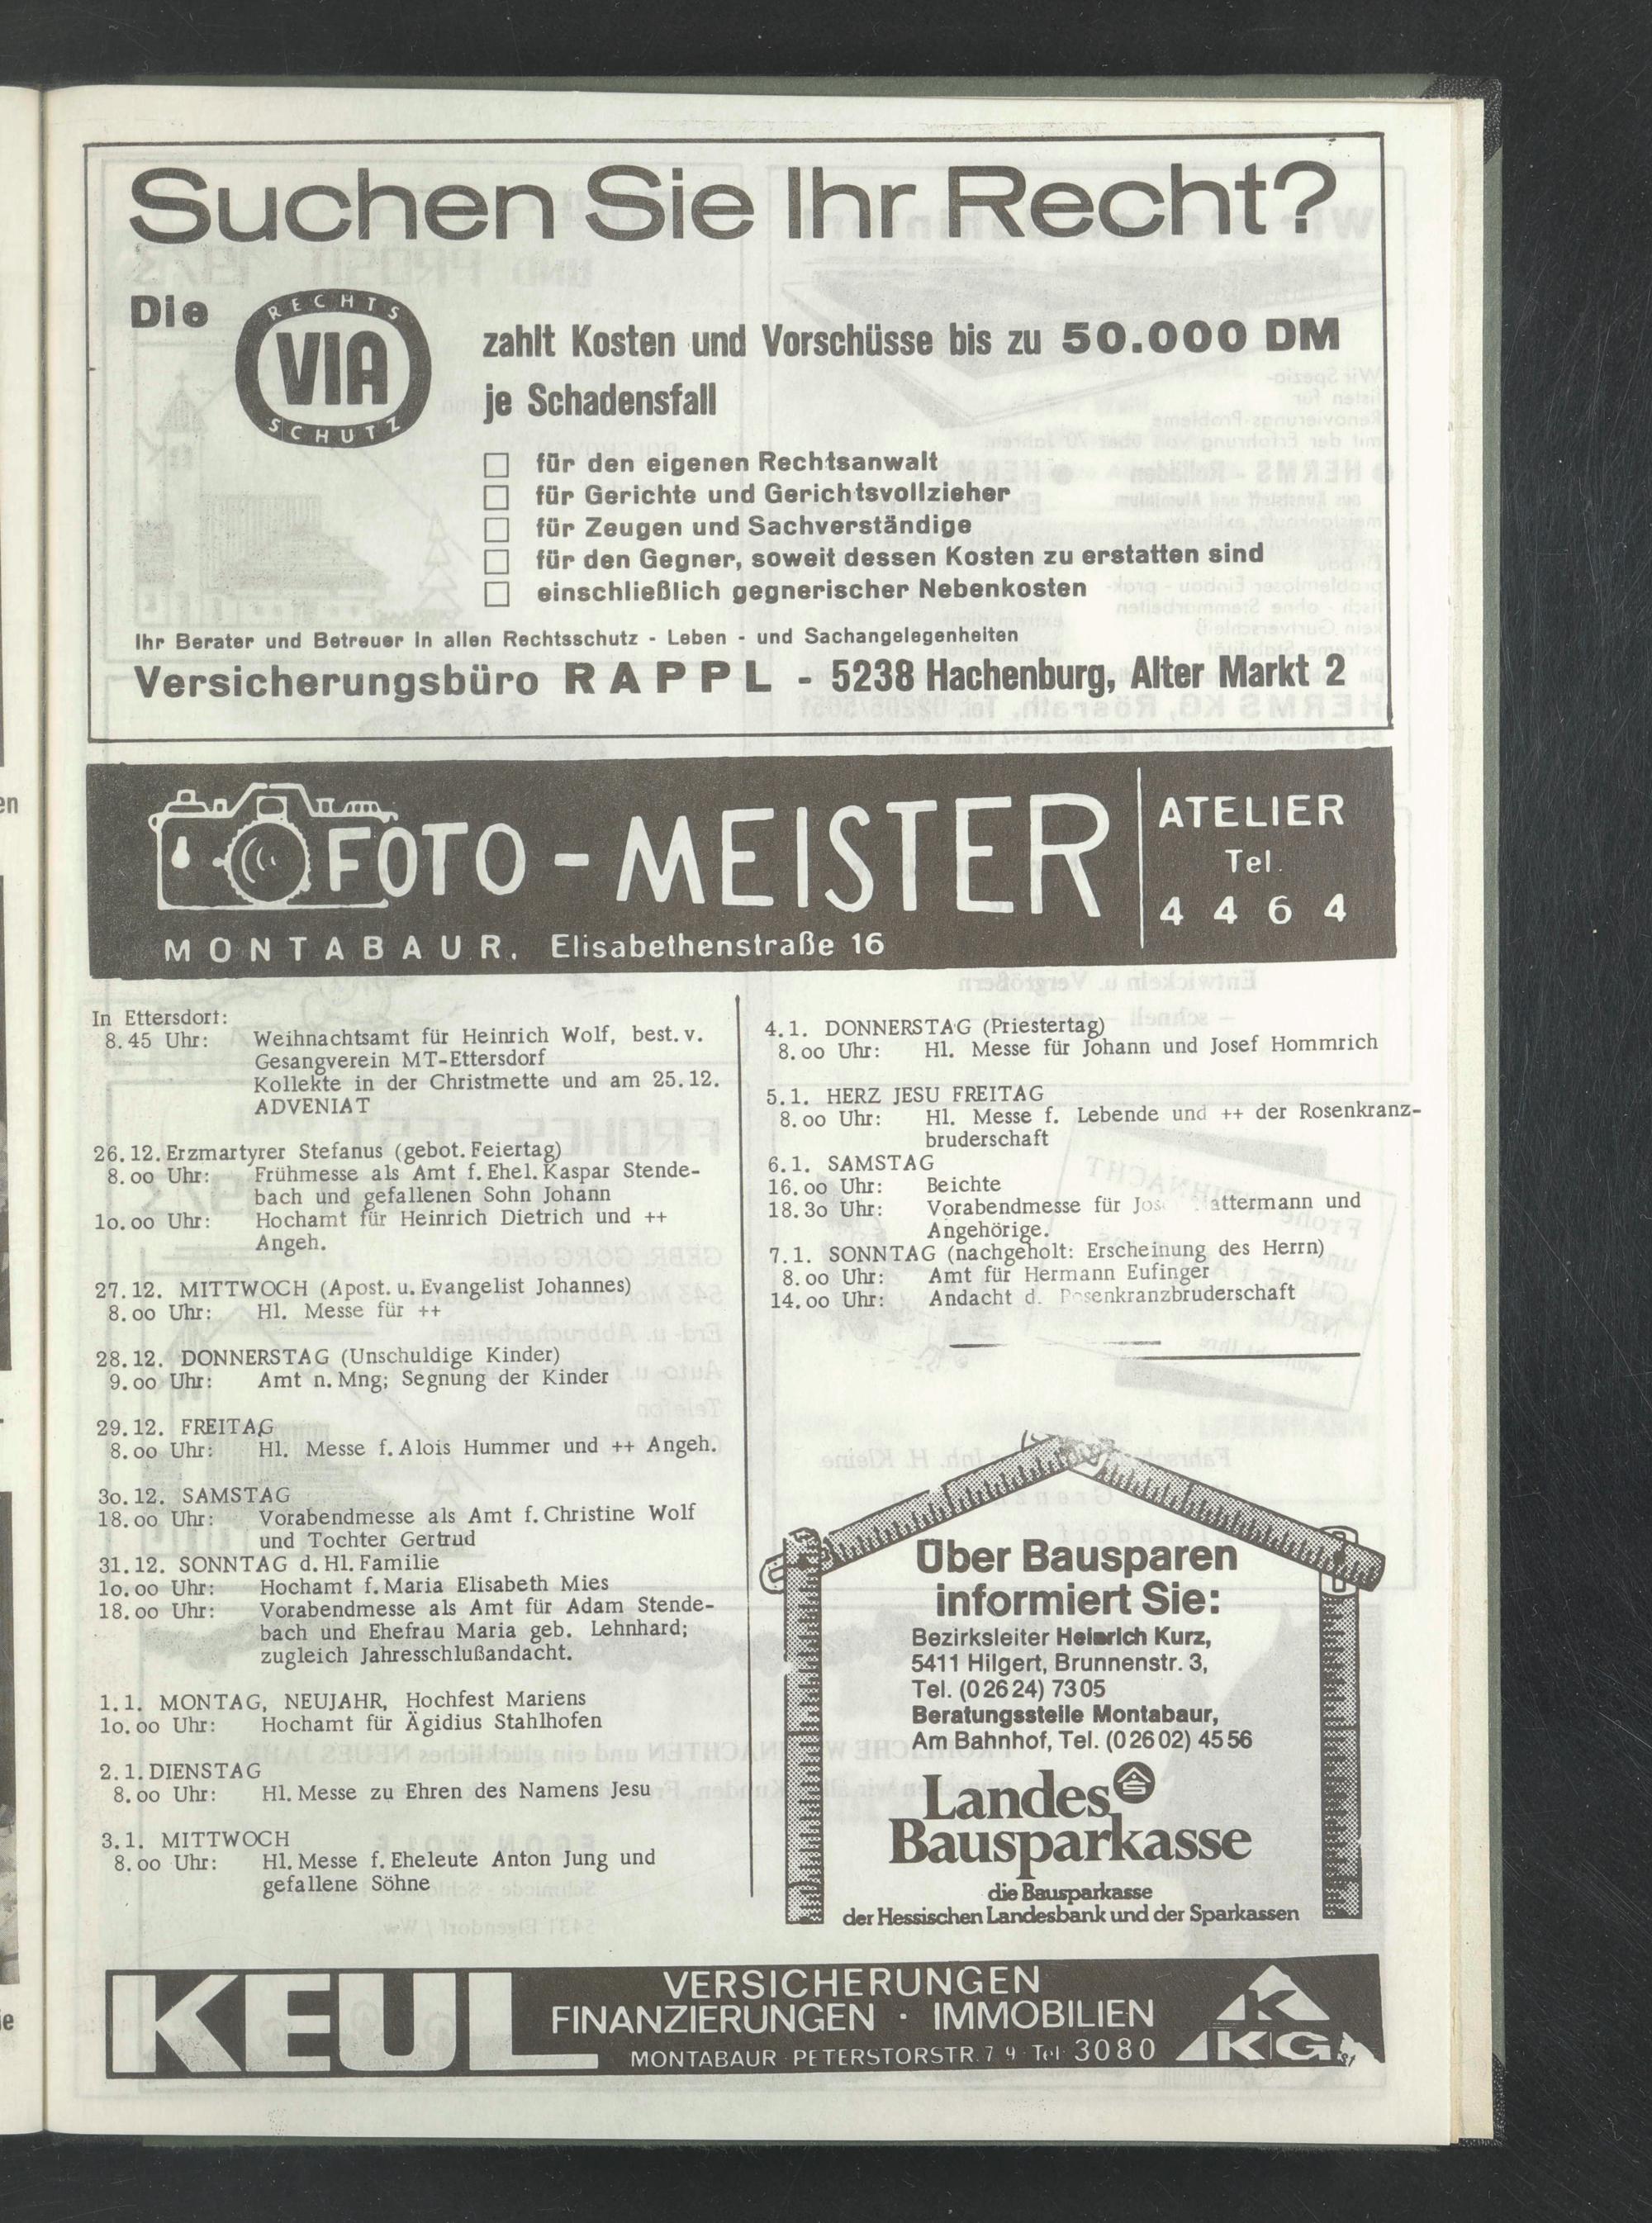 Suchen Sie Ihr Recht?
Die
RECHTS
VIA
SCHUTZ
zahlt Kosten und Vorschüsse bis zu 50.000 DM
je Schadensfall
für den eigenen Rechtsanwalt
für Gerichte und Gerichtsvollzieher
für Zeugen und Sachverständige
für den Gegner, soweit dessen Kosten zu erstatten sind
einschließlich gegnerischer Nebenkosten
Ihr Berater und Betreuer in allen Rechtsschutz - Leben - und Sachangelegenheiten
Versicherungsbüro RAPPL - 5238 Hachenburg, Alter Markt 2
FOTO - MEISTER
MONTABAUR, Elisabethenstraße 16
ATELIER
Tel.
4 4 6 4
In Ettersdorf:
8.45 Uhr: Weihnachtsamt für Heinrich Wolf, best. v.
Gesangverein MT-Ettersdorf
Kollekte in der Christmette und am 25.12.
ADVENIAT
26.12. Erzmartyrer Stefanus (gebot. Feiertag)
8.oo Uhr: Frühmesse als Amt f. Ehel. Kaspar Stende-
bach und gefallenen Sohn Johann
1o.oo Uhr: Hochamt für Heinrich Dietrich und ++
Angeh.
27.12. MITTWOCH (Apost. u. Evangelist Johannes)
8.oo Uhr: Hl. Messe für ++
28.12. DONNERSTAG (Unschuldige Kinder)
9.oo Uhr: Amt n. Mng; Segnung der Kinder
29.12. FREITAG
8.oo Uhr: Hl. Messe f. Alois Hummer und ++ Angeh.
3o.12. SAMSTAG
18.oo Uhr: Vorabendmesse als Amt f. Christine Wolf
und Tochter Gertrud
31.12. SONNTAG d. Hl. Familie
1o.oo Uhr: Hochamt f. Maria Elisabeth Mies
18.oo Uhr: Vorabendmesse als Amt für Adam Stende-
bach und Ehefrau Maria geb. Lehnhard;
zugleich Jahresschlußandacht.
1.1. MONTAG, NEUJAHR, Hochfest Mariens
1o.oo Uhr: Hochamt für Ägidius Stahlhofen
2.1. DIENSTAG
8.oo Uhr: Hl. Messe zu Ehren des Namens Jesu
3.1. MITTWOCH
8.oo Uhr: Hl. Messe f. Eheleute Anton Jung und
gefallene Söhne
4.1. DONNERSTAG (Priestertag)
8.oo Uhr: Hl. Messe für Johann und Josef Hommrich
5.1. HERZ JESU FREITAG
8.oo Uhr: Hl. Messe f. Lebende und ++ der Rosenkranz-
bruderschaft
6.1. SAMSTAG
16.oo Uhr: Beichte
18.3o Uhr: Vorabendmesse für und
Angehörige.
7.1. SONNTAG (nachgeholt: Erscheinung des Herrn)
8.oo Uhr: Amt für Hermann Eufinger
14.oo Uhr: Andacht d. Rosenkranzbruderschaft
Über Bausparen
informiert Sie:
Bezirksleiter Heinrich Kurz,
5411 Hilgert, Brunnenstr. 3,
Tel. (0 26 24) 73 05
Beratungsstelle Montabaur,
Am Bahnhof, Tel. (0 26 02) 45 56
Landes
Bausparkasse
die Bausparkasse
der Hessischen Landesbank und der Sparkassen
KEUL
VERSICHERUNGEN
FINANZIERUNGEN · IMMOBILIEN
MONTABAUR · PETERSTORSTR. 7 9 · Tel. 3080
K
KG